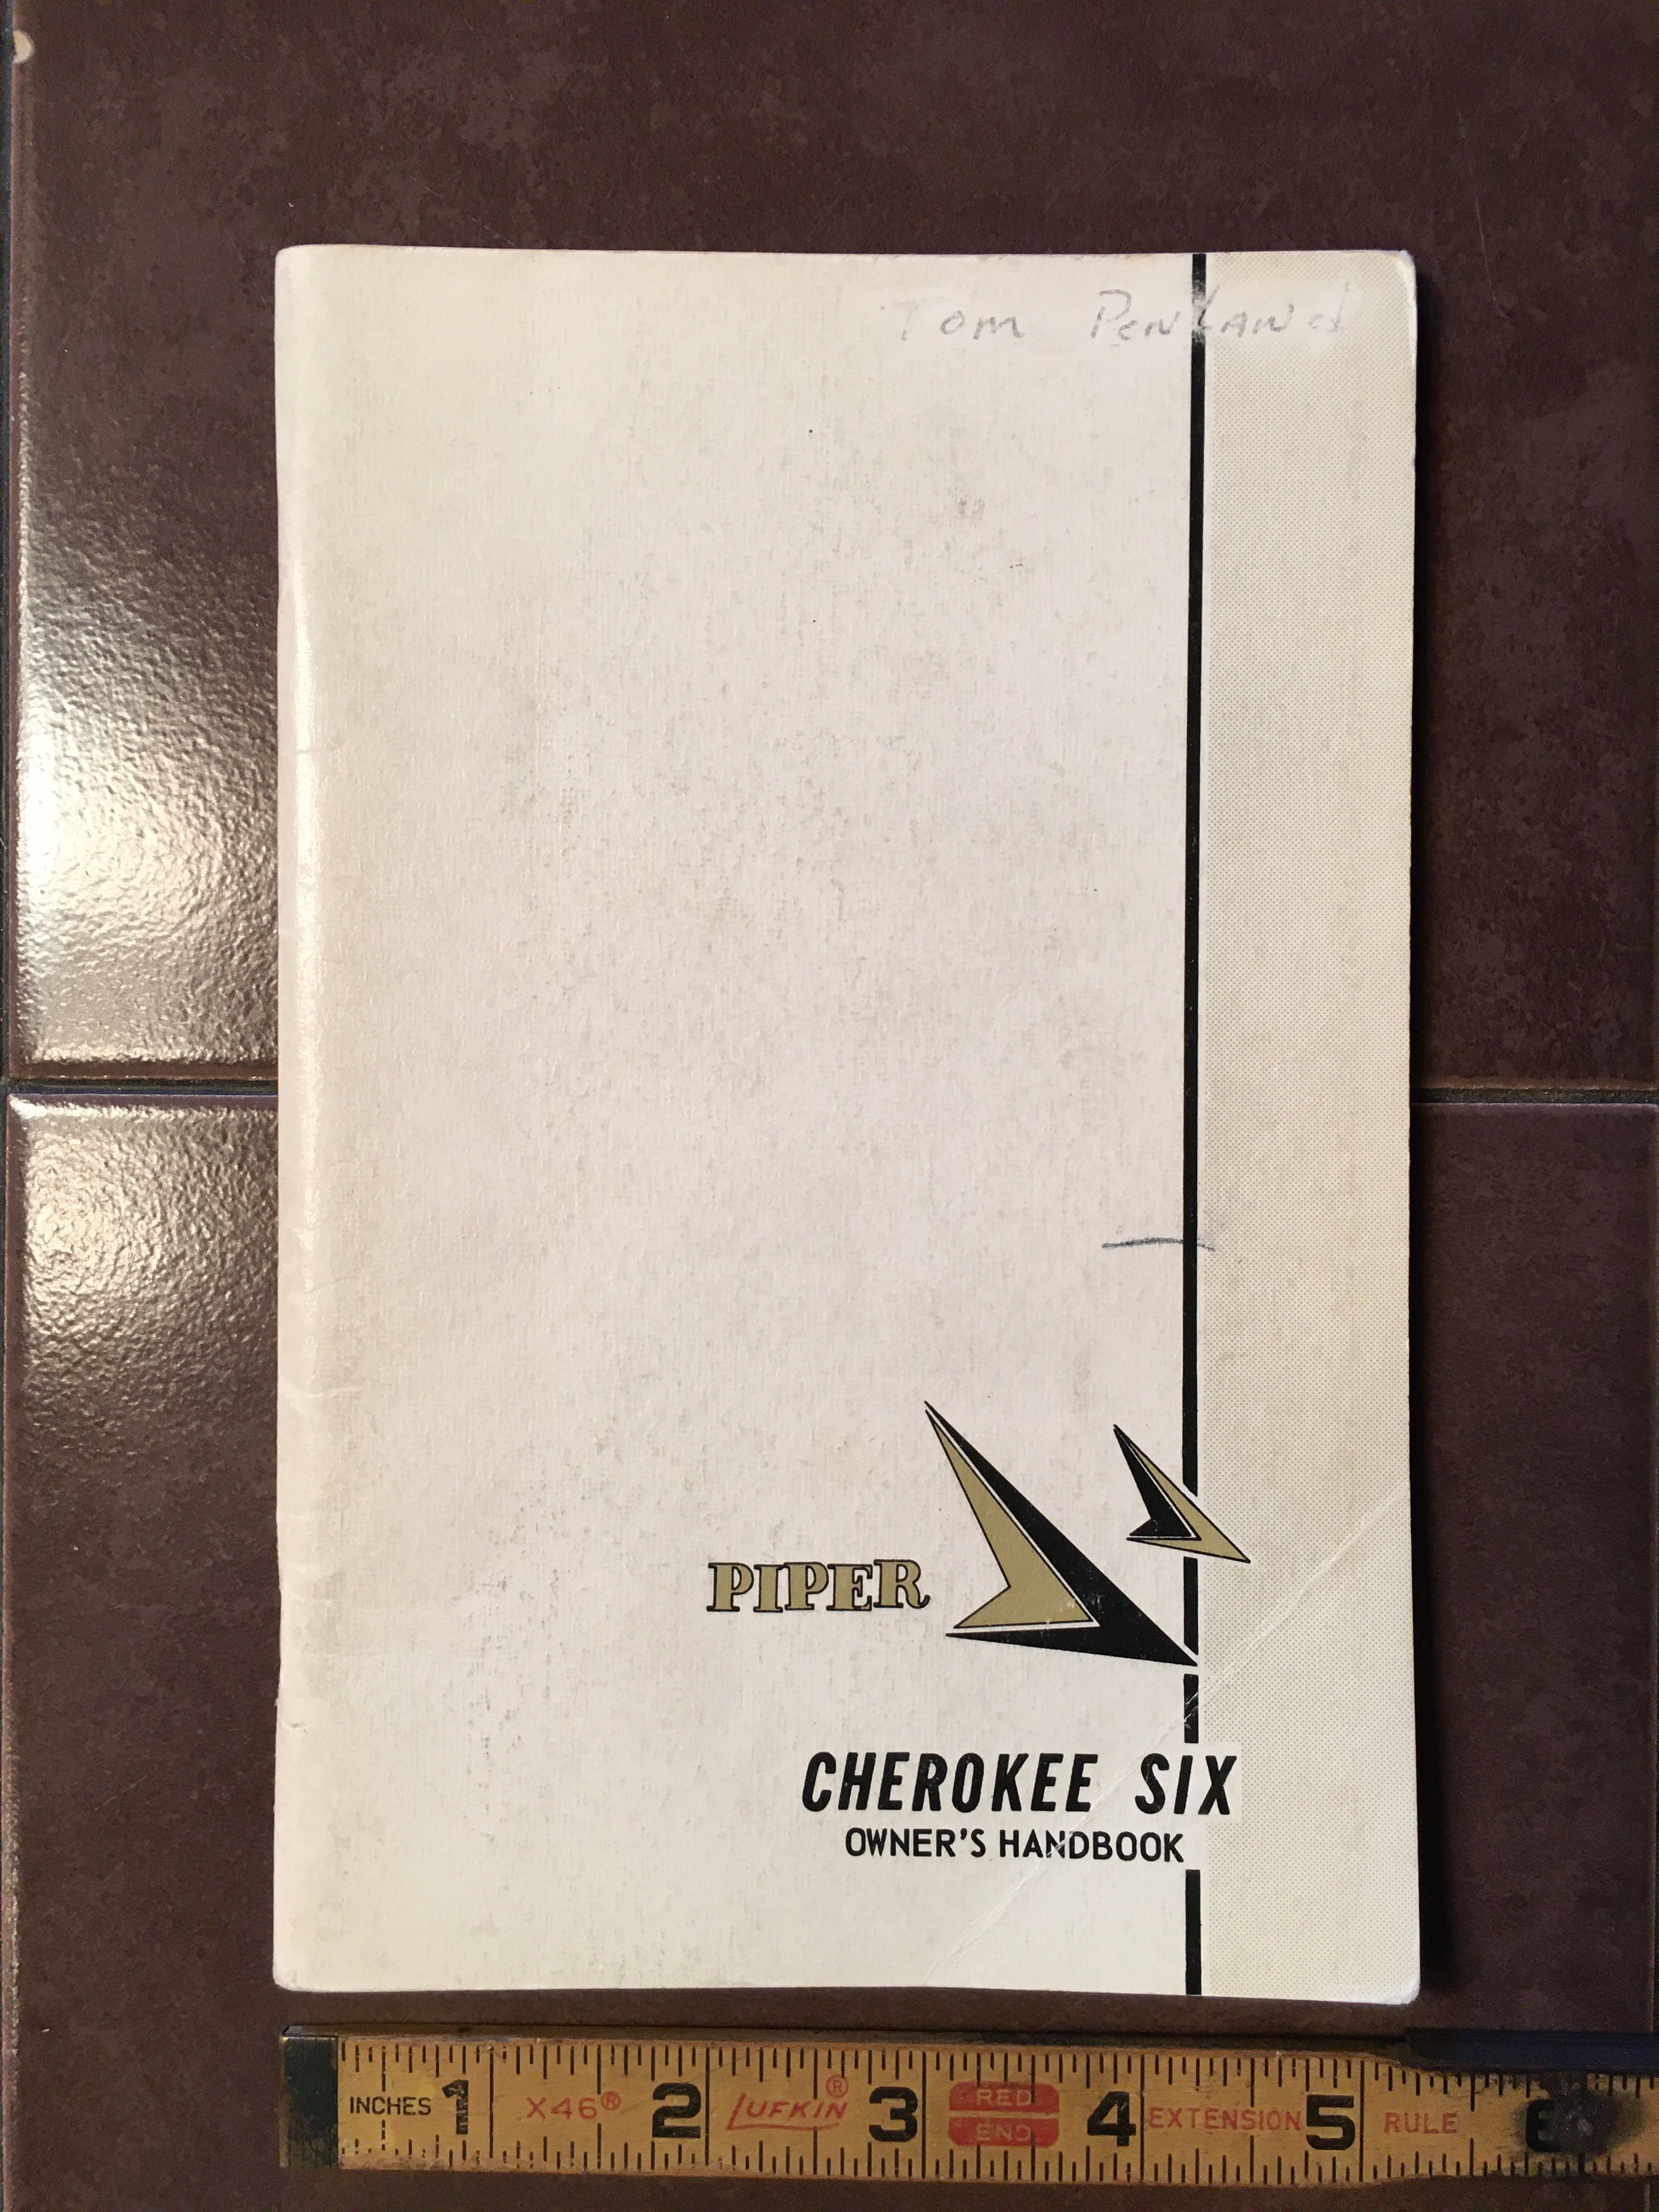 Tom Penland
PIPER
CHEROKEE SIX
OWNER'S HANDBOOK
INCHES 1 X46® 2 LUFKIN® 3 RED END 4 EXTENSION 5 RULE 6